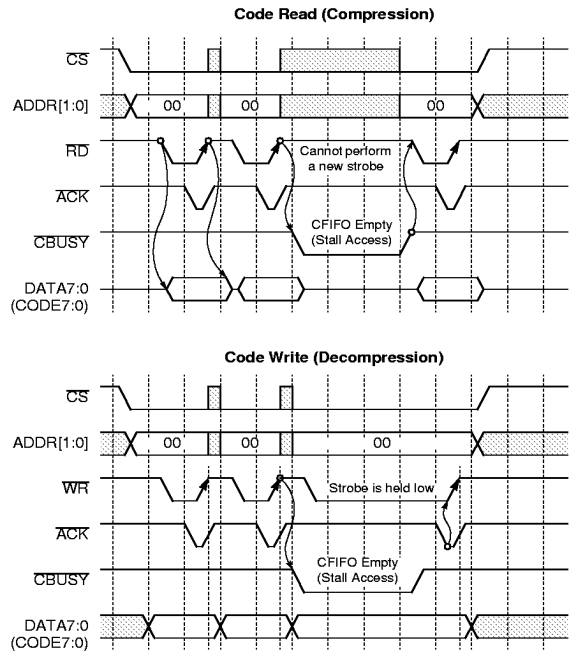 Code Read (Compression)
CS
ADDR[1:0]
00
00
00
RD
Cannot perform
a new strobe
ACK
CBUSY
CFIFO Empty
(Stall Access)
DATA7:0
(CODE7:0)
Code Write (Decompression)
CS
ADDR[1:0]
00
00
00
WR
Strobe is held low
ACK
CBUSY
CFIFO Empty
(Stall Access)
DATA7:0
(CODE7:0)